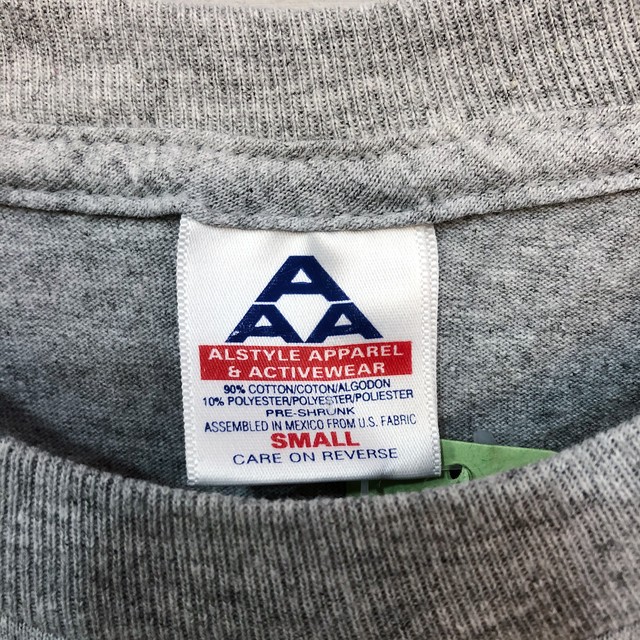 A
A A
ALSTYLE APPAREL
& ACTIVEWEAR
90% COTTON/COTON/ALGODON
10% POLYESTER/POLYESTER/POLIESTER
PRE-SHRUNK
ASSEMBLED IN MEXICO FROM U.S. FABRIC
SMALL
CARE ON REVERSE